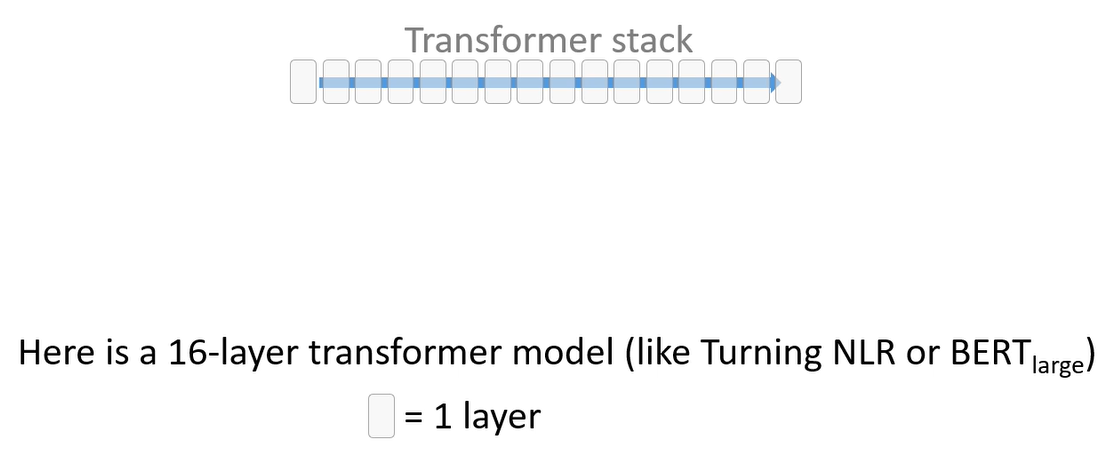 Transformer stack
Here is a 16-layer transformer model (like Turning NLR or BERTlarge)
= 1 layer